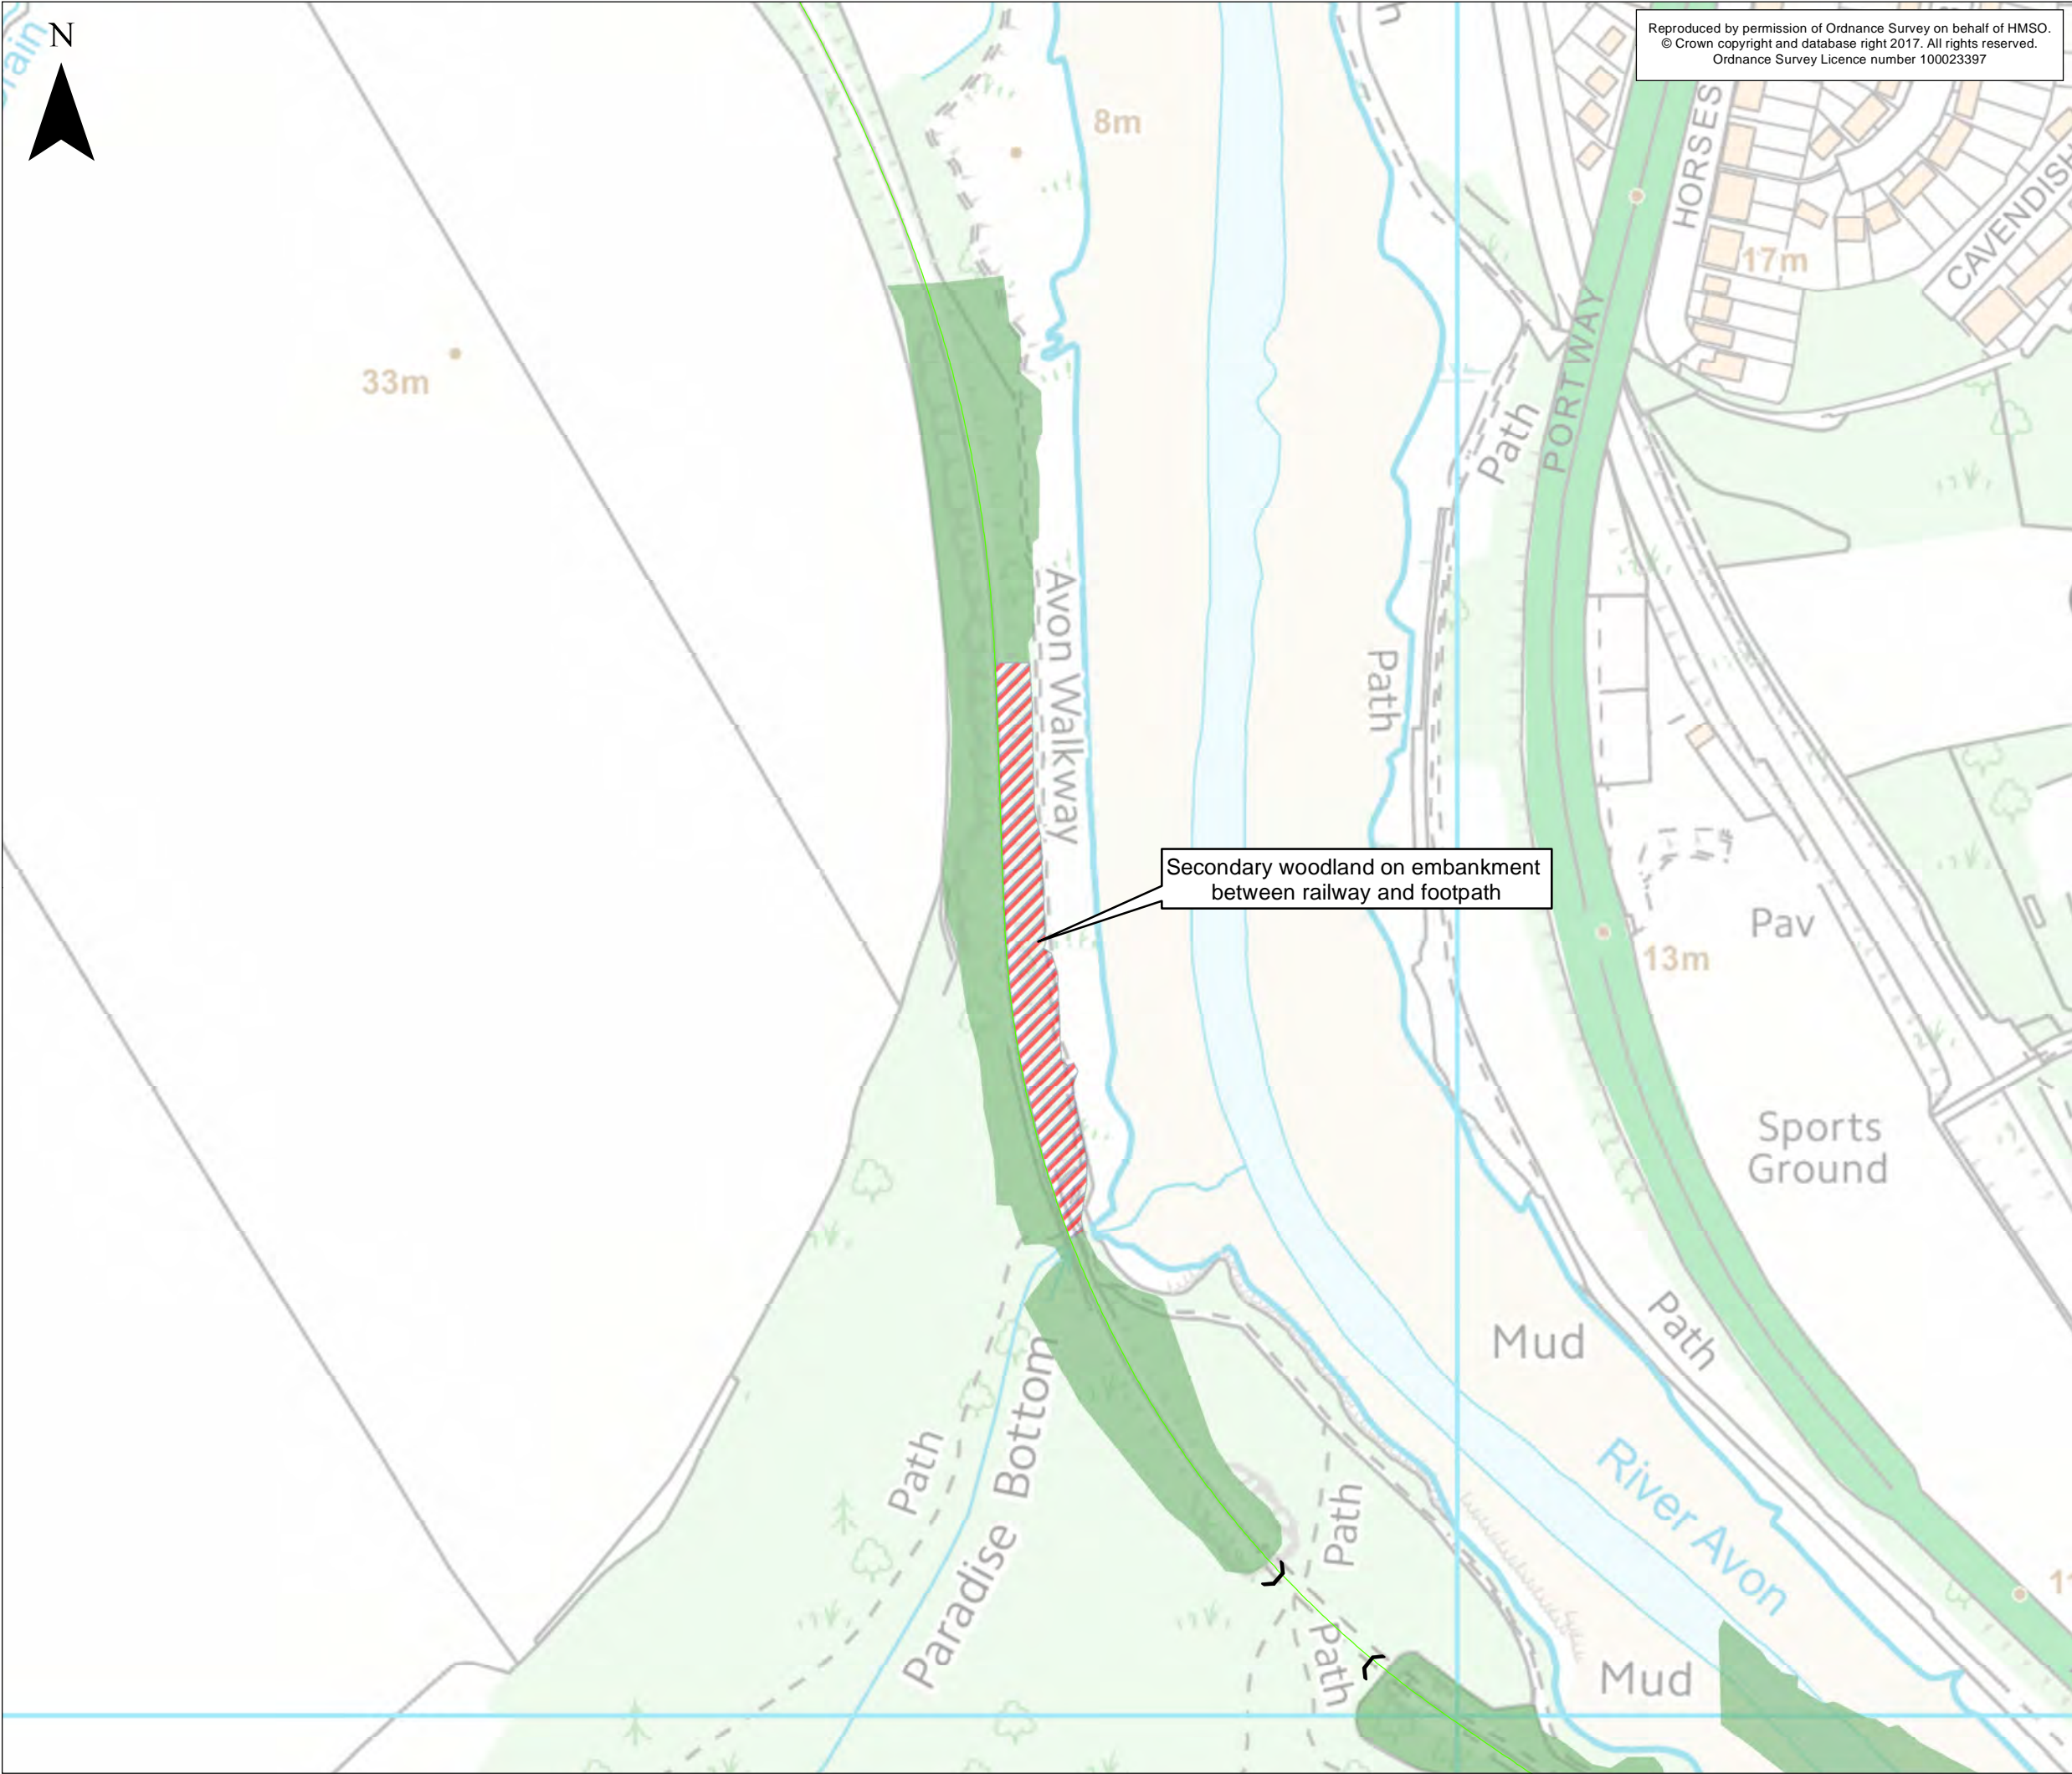 N
Reproduced by permission of Ordnance Survey on behalf of HMSO.
© Crown copyright and database right 2017. All rights reserved.
Ordnance Survey Licence number 100023397
8m
HORSES
CAVENDISH
17m
33m
PORTWAY
Path
Avon Walkway
Path
Secondary woodland on embankment
between railway and footpath
Pav
13m
Sports
Ground
Mud
Path
Path
Paradise Bottom
Path
River Avon
Path
Mud